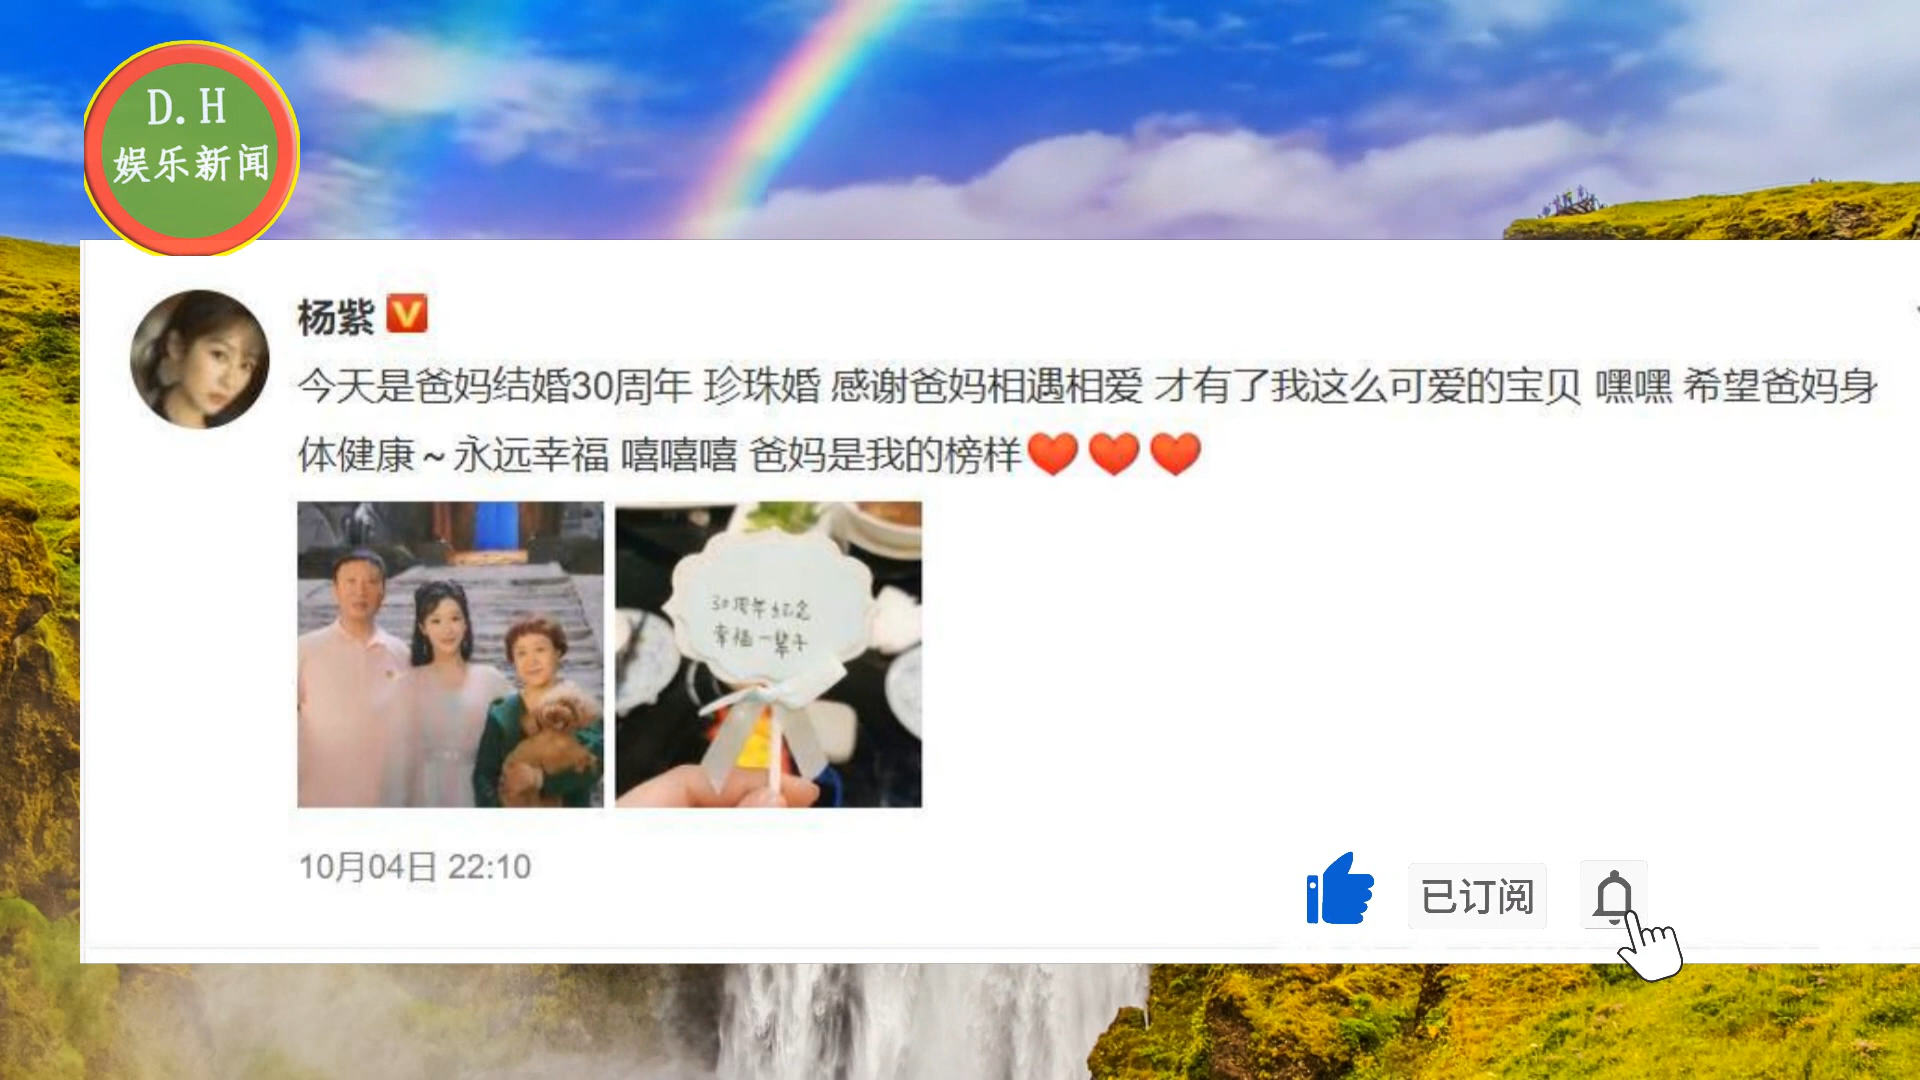 D.H
娱乐新闻
杨紫 V
今天是爸妈结婚30周年 珍珠婚 感谢爸妈相遇相爱 才有了我这么可爱的宝贝 嘿嘿 希望爸妈身
体健康~永远幸福 嘻嘻嘻 爸妈是我的榜样❤❤❤
30周年纪念
幸福一辈子
10月04日 22:10
已订阅